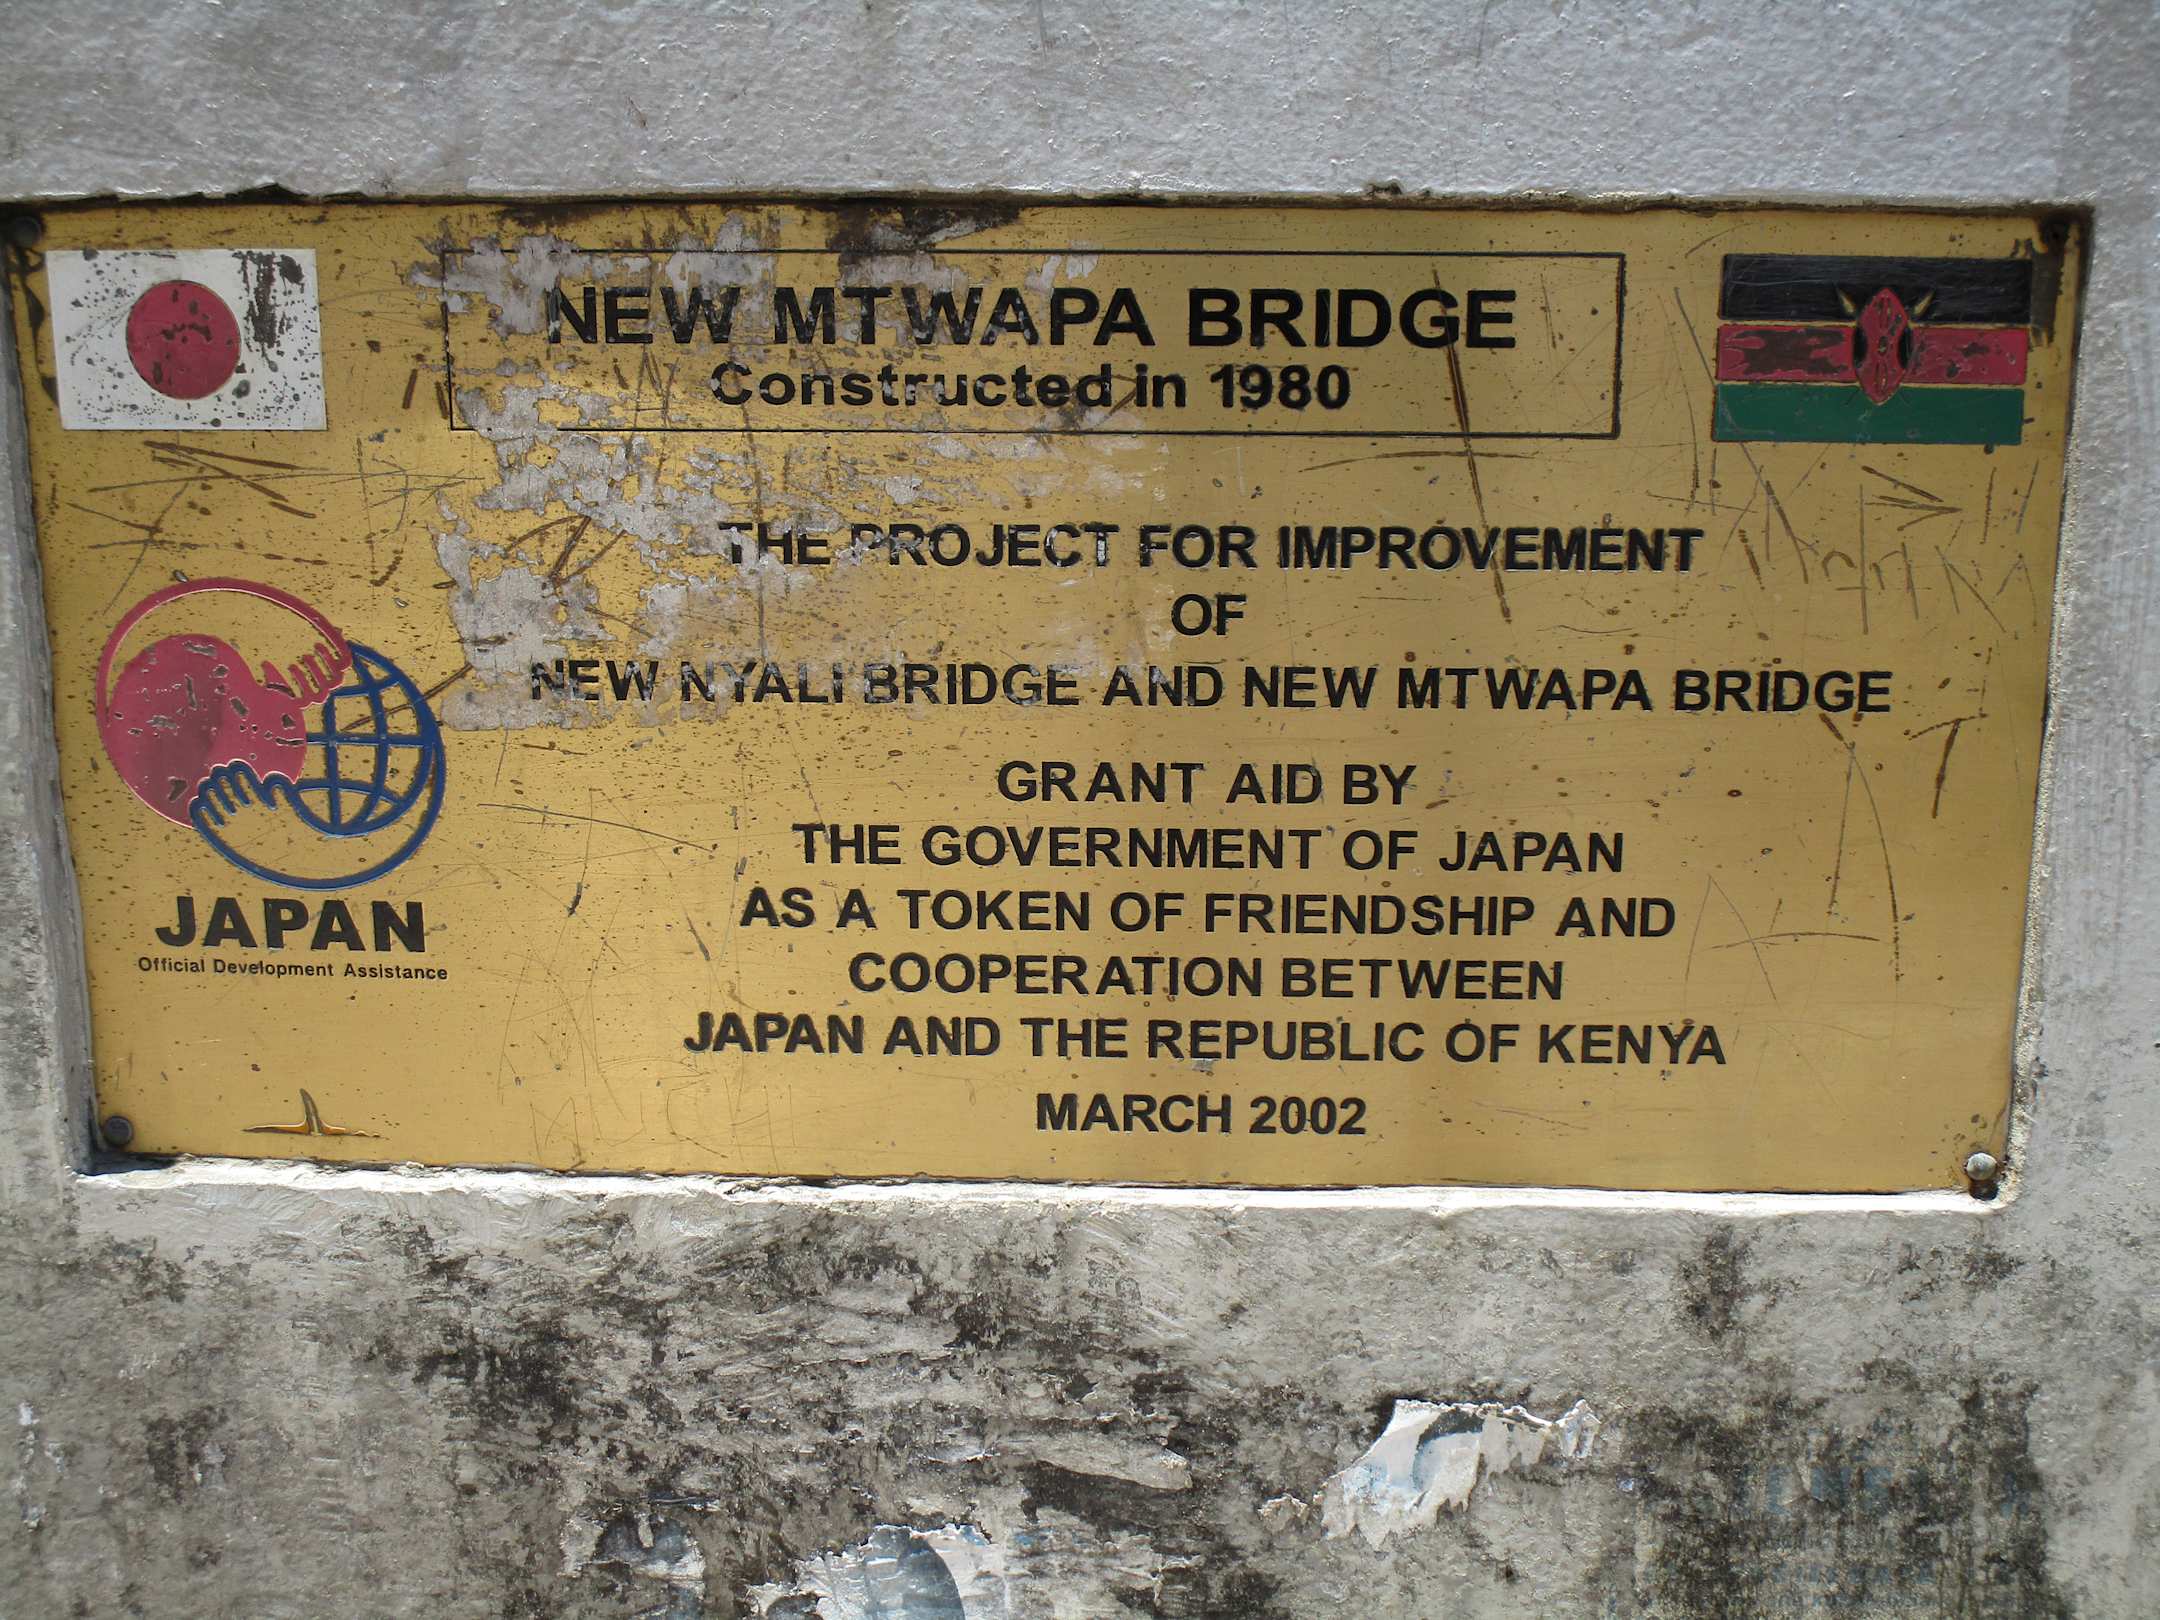 NEW MTWAPA BRIDGE
Constructed in 1980
THE PROJECT FOR IMPROVEMENT
OF
NEW NYALI BRIDGE AND NEW MTWAPA BRIDGE
GRANT AID BY
THE GOVERNMENT OF JAPAN
AS A TOKEN OF FRIENDSHIP AND
COOPERATION BETWEEN
JAPAN AND THE REPUBLIC OF KENYA
MARCH 2002
JAPAN
Official Development Assistance